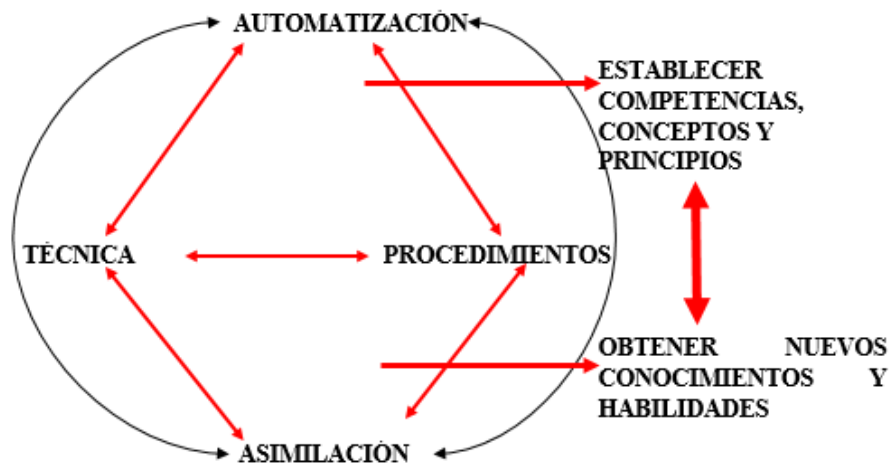 AUTOMATIZACIÓN
ESTABLECER
COMPETENCIAS,
CONCEPTOS Y
PRINCIPIOS
TÉCNICA
PROCEDIMIENTOS
OBTENER NUEVOS
CONOCIMIENTOS Y
HABILIDADES
ASIMILACIÓN